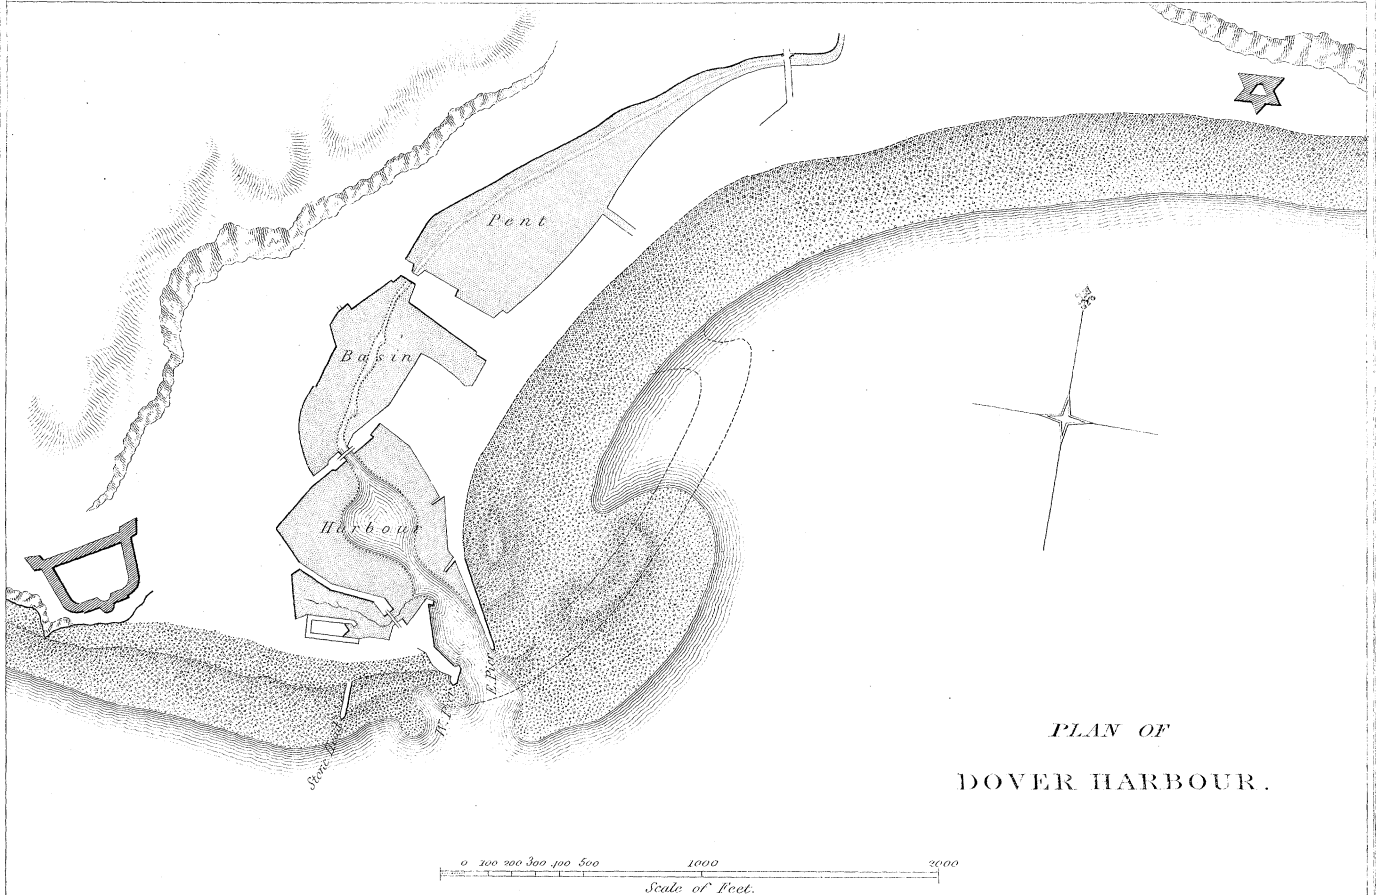 Pent
Basin
Harbour
E. Pier
W. Pier
Stone
PLAN OF
DOVER HARBOUR.
0 100 200 300 400 500 1000 2000
Scale of Feet.